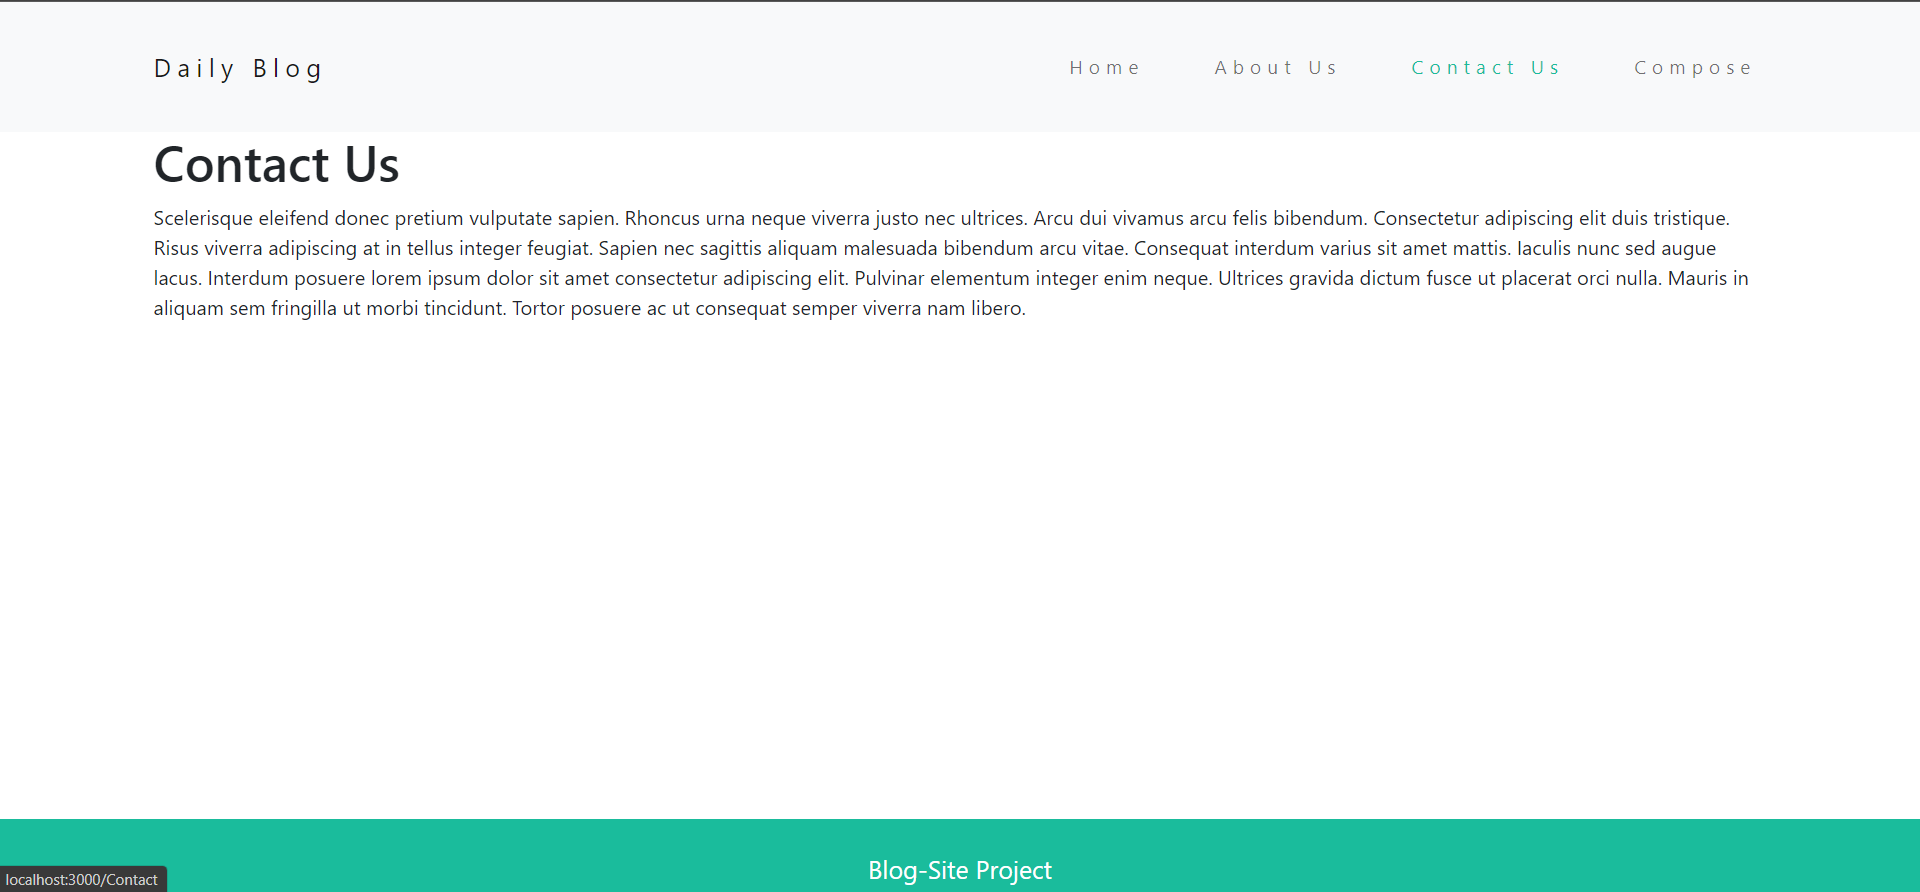 Daily Blog
Home About Us Contact Us Compose
Contact Us
Scelerisque eleifend donec pretium vulputate sapien. Rhoncus urna neque viverra justo nec ultrices. Arcu dui vivamus arcu felis bibendum. Consectetur adipiscing elit duis tristique.
Risus viverra adipiscing at in tellus integer feugiat. Sapien nec sagittis aliquam malesuada bibendum arcu vitae. Consequat interdum varius sit amet mattis. Iaculis nunc sed augue
lacus. Interdum posuere lorem ipsum dolor sit amet consectetur adipiscing elit. Pulvinar elementum integer enim neque. Ultrices gravida dictum fusce ut placerat orci nulla. Mauris in
aliquam sem fringilla ut morbi tincidunt. Tortor posuere ac ut consequat semper viverra nam libero.
Blog-Site Project
localhost:3000/Contact